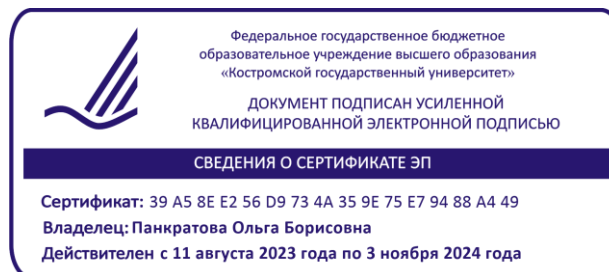 Федеральное государственное бюджетное
образовательное учреждение высшего образования
«Костромской государственный университет»
ДОКУМЕНТ ПОДПИСАН УСИЛЕННОЙ
КВАЛИФИЦИРОВАННОЙ ЭЛЕКТРОННОЙ ПОДПИСЬЮ
СВЕДЕНИЯ О СЕРТИФИКАТЕ ЭП
Сертификат: 39 A5 8E E2 56 D9 73 4A 35 9E 75 E7 94 88 A4 49
Владелец: Панкратова Ольга Борисовна
Действителен с 11 августа 2023 года по 3 ноября 2024 года